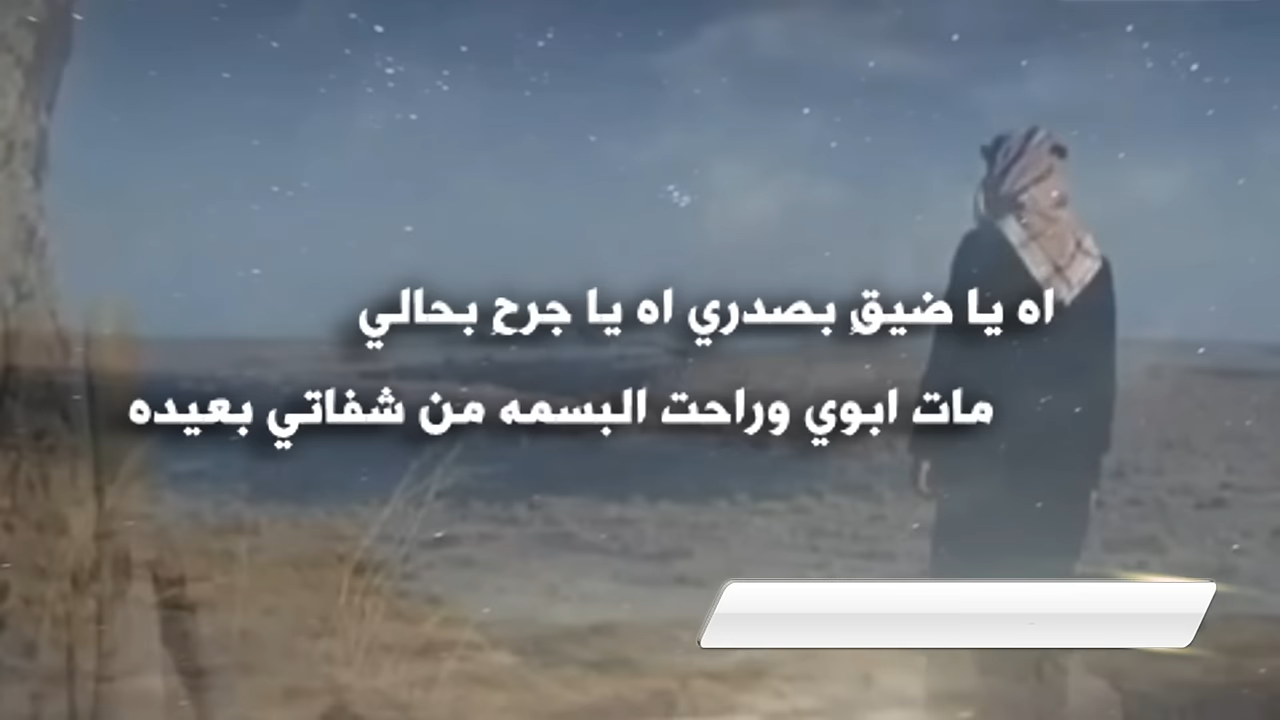 اه يا ضيقٍ بصدري اه يا جرحٍ بحالي
مات ابوي وراحت البسمه من شفاتي بعيده